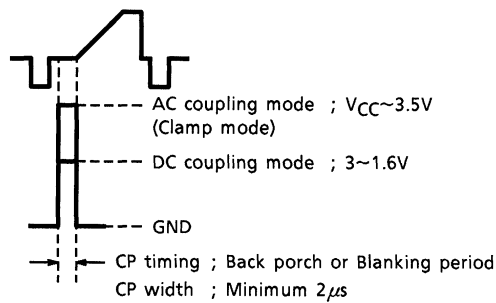 AC coupling mode ; VCC~3.5V
(Clamp mode)
DC coupling mode ; 3~1.6V
GND
CP timing ; Back porch or Blanking period
CP width ; Minimum 2μs